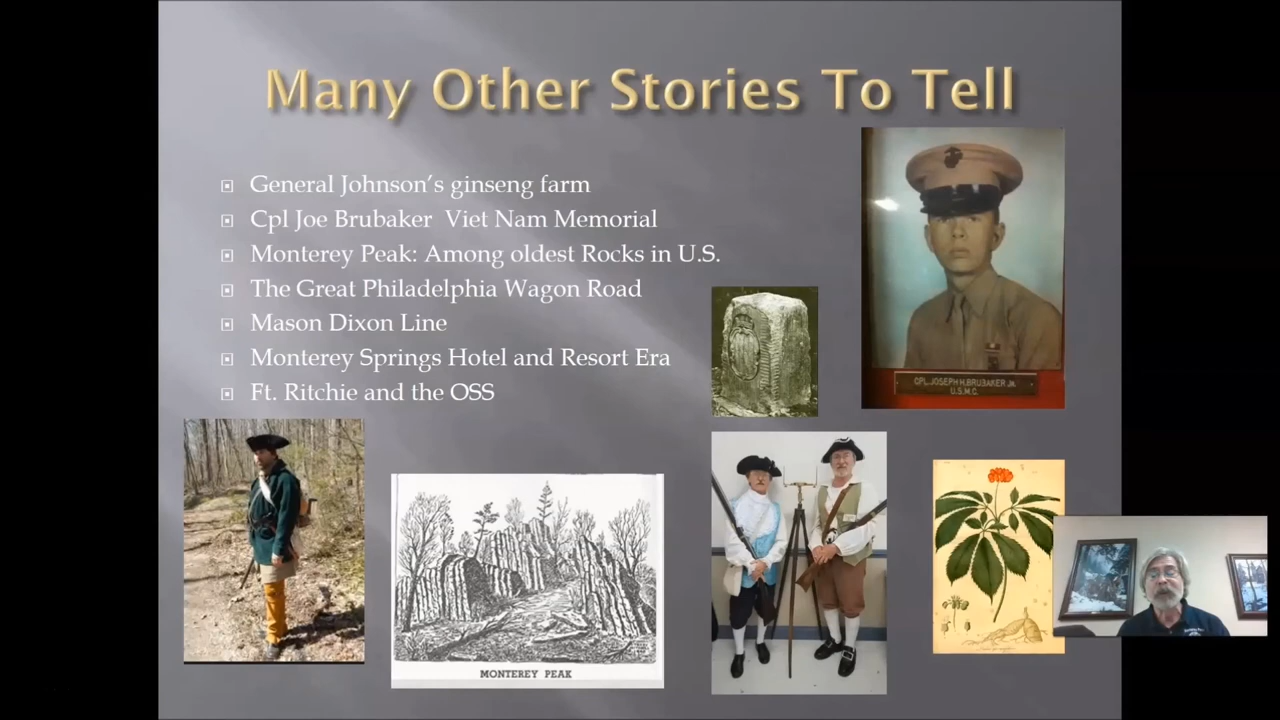 Many Other Stories To Tell
General Johnson’s ginseng farm
Cpl Joe Brubaker Viet Nam Memorial
Monterey Peak: Among oldest Rocks in U.S.
The Great Philadelphia Wagon Road
Mason Dixon Line
Monterey Springs Hotel and Resort Era
Ft. Ritchie and the OSS
CPL. JOSEPH H. BRUBAKER JR.
U.S.M.C.
MONTEREY PEAK